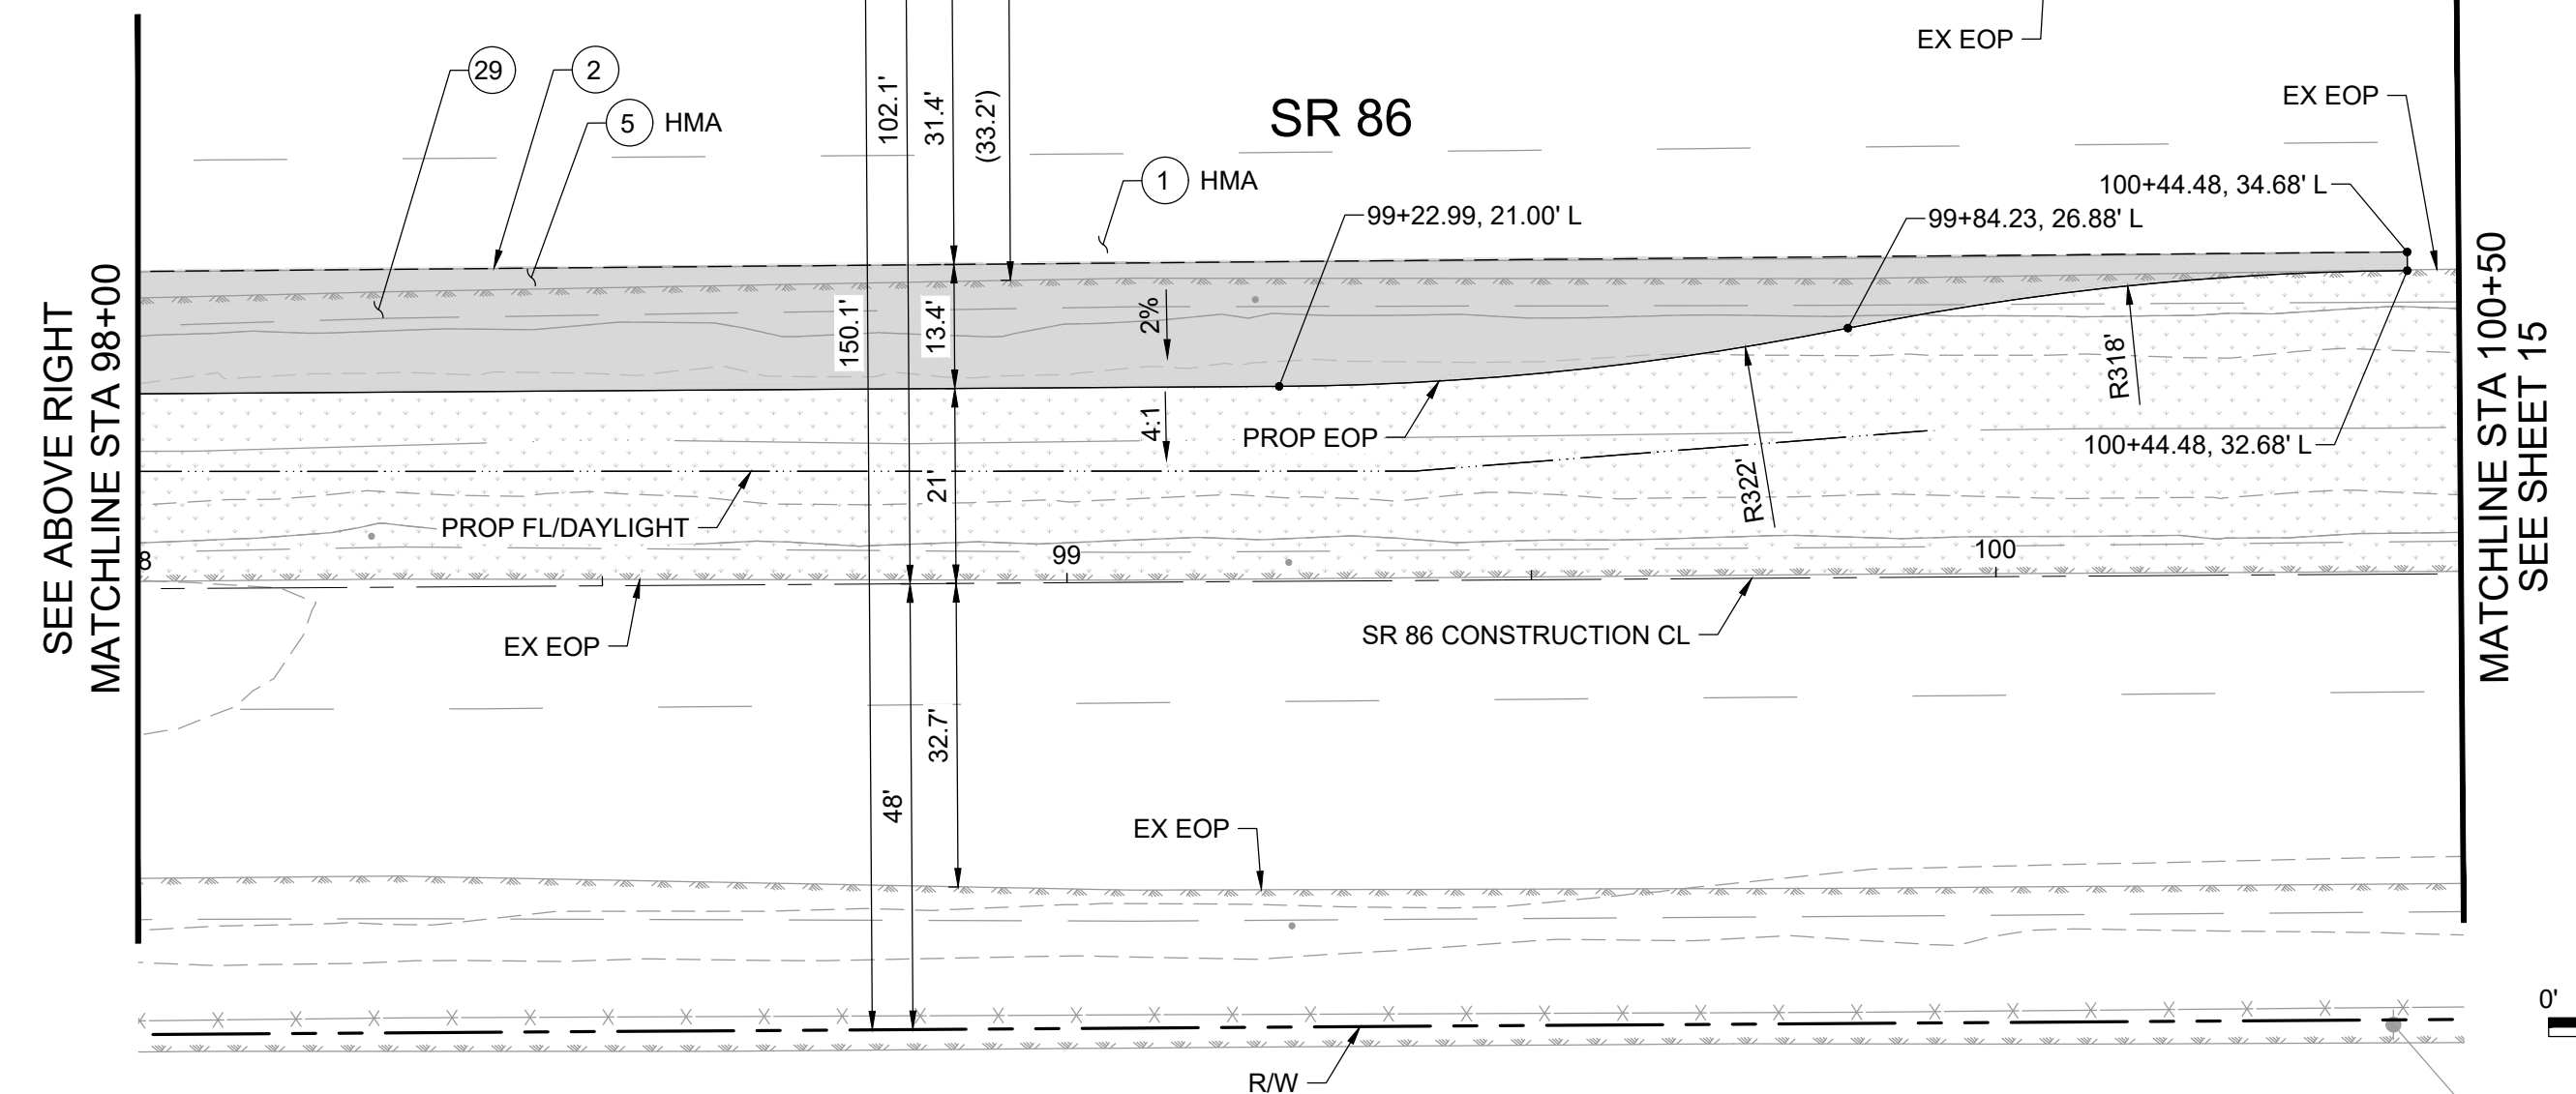 EX EOP
29
2
5 HMA
102.1'
31.4'
(33.2')
SR 86
EX EOP
1 HMA
100+44.48, 34.68' L
99+22.99, 21.00' L
99+84.23, 26.88' L
SEE ABOVE RIGHT
MATCHLINE STA 98+00
150.1'
13.4'
2%
MATCHLINE STA 100+50
SEE SHEET 15
R318'
4:1
PROP EOP
100+44.48, 32.68' L
21'
R322'
PROP FL/DAYLIGHT
8
99
100
EX EOP
SR 86 CONSTRUCTION CL
32.7'
48'
EX EOP
0'
R/W